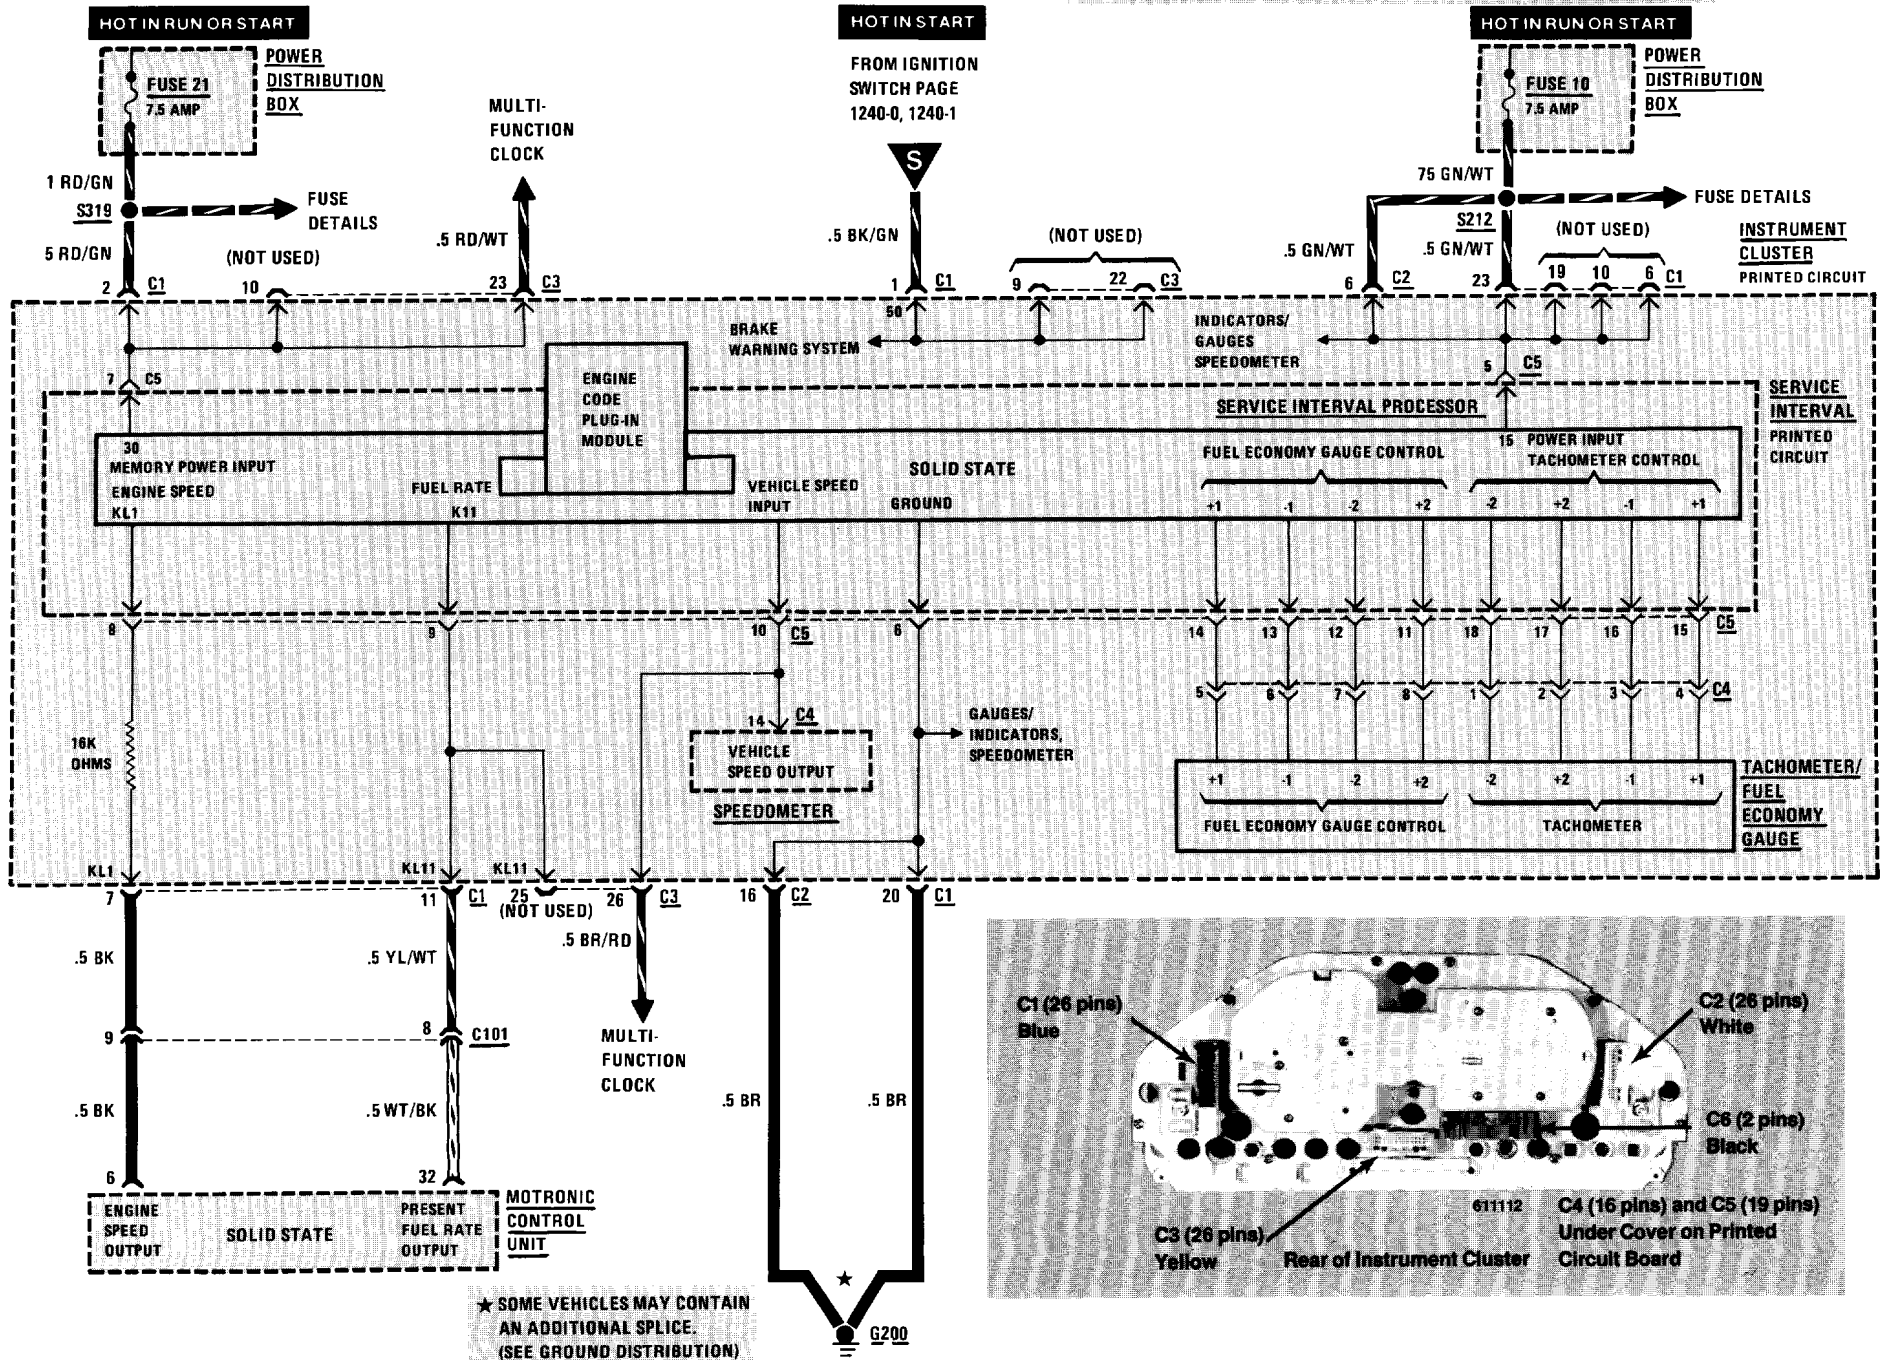 HOT IN RUN OR START
HOT IN START
HOT IN RUN OR START
FUSE 21
7.5 AMP
POWER
DISTRIBUTION
BOX
MULTI-
FUNCTION
CLOCK
FROM IGNITION
SWITCH PAGE
1240-0, 1240-1
S
FUSE 10
7.5 AMP
POWER
DISTRIBUTION
BOX
1 RD/GN
S319
FUSE
DETAILS
5 RD/GN
(NOT USED)
.5 RD/WT
.5 BK/GN
(NOT USED)
75 GN/WT
S212
FUSE DETAILS
.5 GN/WT
.5 GN/WT
(NOT USED)
INSTRUMENT
CLUSTER
PRINTED CIRCUIT
2 C1
10
23 C3
1 C1
9
22 C3
6 C2
23
19 10 6 C1
50
BRAKE
WARNING SYSTEM
INDICATORS/
GAUGES
SPEEDOMETER
7 C5
5 C5
ENGINE
CODE
PLUG-IN
MODULE
SERVICE INTERVAL PROCESSOR
SERVICE
INTERVAL
PRINTED
CIRCUIT
30
MEMORY POWER INPUT
ENGINE SPEED
KL1
FUEL RATE
K11
VEHICLE SPEED
INPUT
SOLID STATE
GROUND
FUEL ECONOMY GAUGE CONTROL
15 POWER INPUT
TACHOMETER CONTROL
+1 -1 -2 +2 -2 +2 -1 +1
8 9 10 C5 6 14 13 12 11 18 17 16 15 C5
5 6 7 8 1 2 3 4 C4
16K
OHMS
14 C4
VEHICLE
SPEED OUTPUT
SPEEDOMETER
GAUGES/
INDICATORS,
SPEEDOMETER
+1 -1 -2 +2 -2 +2 -1 +1
FUEL ECONOMY GAUGE CONTROL
TACHOMETER
TACHOMETER/
FUEL
ECONOMY
GAUGE
KL1 KL11 KL11
7 11 C1 25 26 C3 16 C2 20 C1
(NOT USED)
.5 BK
.5 YL/WT
.5 BR/RD
MULTI-
FUNCTION
CLOCK
9 8 C101
.5 BK
.5 WT/BK
.5 BR
.5 BR
6 32
ENGINE
SPEED
OUTPUT
SOLID STATE
PRESENT
FUEL RATE
OUTPUT
MOTRONIC
CONTROL
UNIT
★
★ SOME VEHICLES MAY CONTAIN
AN ADDITIONAL SPLICE.
(SEE GROUND DISTRIBUTION)
G200
C1 (26 pins)
Blue
C2 (26 pins)
White
C6 (2 pins)
Black
C3 (26 pins)
Yellow
Rear of Instrument Cluster
611112
C4 (16 pins) and C5 (19 pins)
Under Cover on Printed
Circuit Board